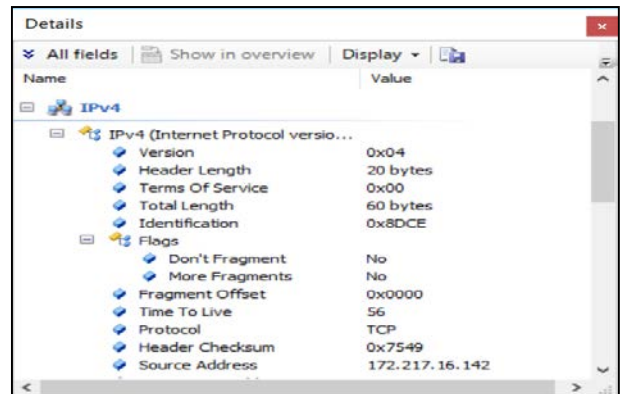 Details
All fields Show in overview Display
Name Value
IPv4
IPv4 (Internet Protocol versio...
Version 0x04
Header Length 20 bytes
Terms Of Service 0x00
Total Length 60 bytes
Identification 0x8DCE
Flags
Don't Fragment No
More Fragments No
Fragment Offset 0x0000
Time To Live 56
Protocol TCP
Header Checksum 0x7549
Source Address 172.217.16.142